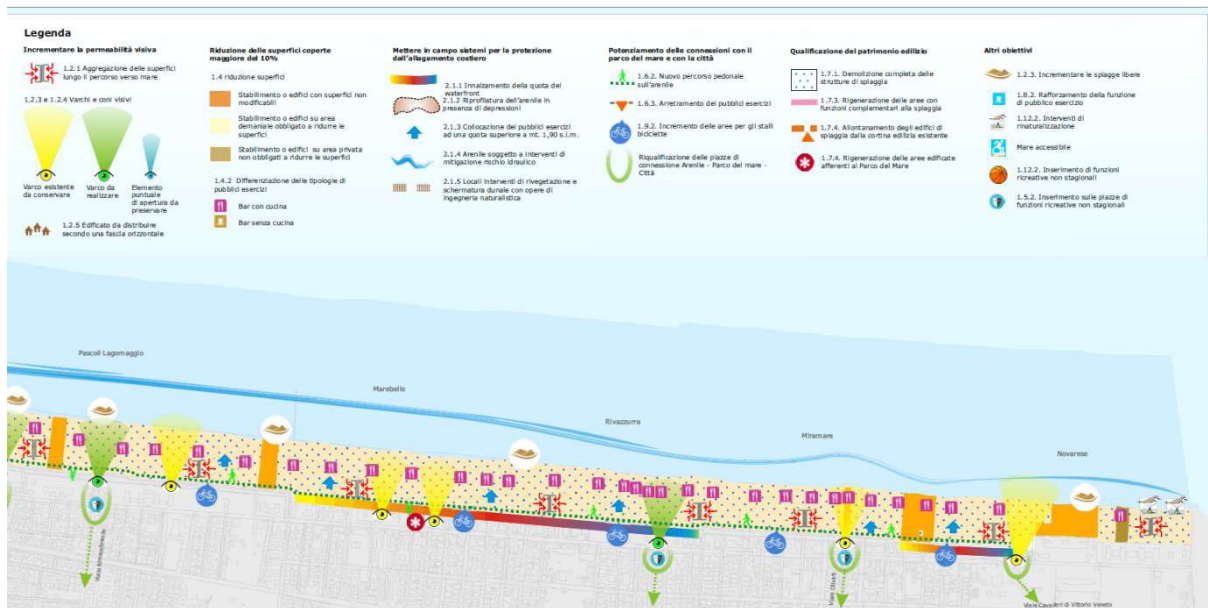 Legenda
Incrementare la permeabilità visiva
1.2.1 Aggregazione delle superfici
lungo il percorso verso mare
1.2.3 e 1.2.4 Varchi e coni visivi
Varco esistente
da conservare
Varco da
realizzare
Elemento
puntuale
di apertura da
preservare
1.2.5 Edificato da distribuire
secondo una fascia orizzontale
Riduzione delle superfici coperte
maggiore del 10%
1.4 riduzione superfici
Stabilimento o edifici con superfici non
modificabili
Stabilimento o edifici su area
demaniale obbligato a ridurre le
superfici
Stabilimento o edifici su area privata
non obbligati a ridurre le superfici
1.4.2 Differenziazione delle tipologie di
pubblici esercizi
Bar con cucina
Bar senza cucina
Mettere in campo sistemi per la protezione
dall'allagamento costiero
2.1.1 Innalzamento della quota del
waterfront
2.1.2 Riprofilatura dell'arenile in
presenza di depressioni
2.1.3 Collocazione dei pubblici esercizi
ad una quota superiore a mt. 1,90 s.l.m.
2.1.4 Arenile soggetto a interventi di
mitigazione rischio idraulico
2.1.5 Locali interventi di rivegetazione e
schermatura dunale con opere di
ingegneria naturalistica
Potenziamento delle connessioni con il
parco del mare e con la città
1.6.2. Nuovo percorso pedonale
sull'arenile
1.6.3. Arretramento dei pubblici esercizi
1.9.2. Incremento delle aree per gli stalli
biciclette
Riqualificazione delle piazze di
connessione Arenile - Parco del mare -
Città
Qualificazione del patrimonio edilizio
1.7.1. Demolizione completa delle
strutture di spiaggia
1.7.3. Rigenerazione delle aree con
funzioni complementari alla spiaggia
1.7.4. Allontanamento degli edifici di
spiaggia dalla cortina edilizia esistente
1.7.4. Rigenerazione delle aree edificate
afferenti al Parco del Mare
Altri obiettivi
1.2.3. Incrementare le spiagge libere
1.8.2. Rafforzamento della funzione
di pubblico esercizio
1.12.2. Interventi di
rinaturalizzazione
Mare accessibile
1.12.2. Inserimento di funzioni
ricreative non stagionali
1.5.2. Inserimento sulle piazze di
funzioni ricreative non stagionali
Pascoli Lagomaggio
Marebello
Rivazzurra
Miramare
Novarese
Viale Oliveti
Viale Cavalieri di Vittorio Veneto